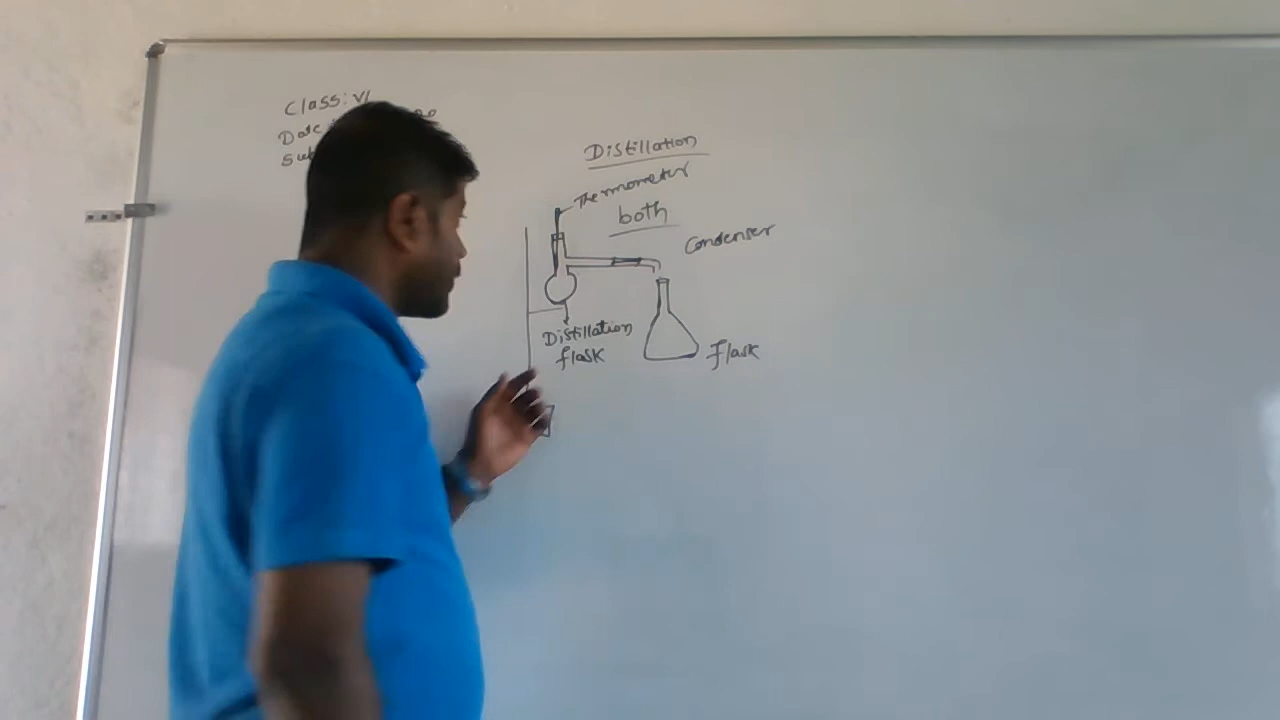 Class: VI
Date
Sub
Distillation
Thermometer
both
Condenser
Distillation
flask
flask